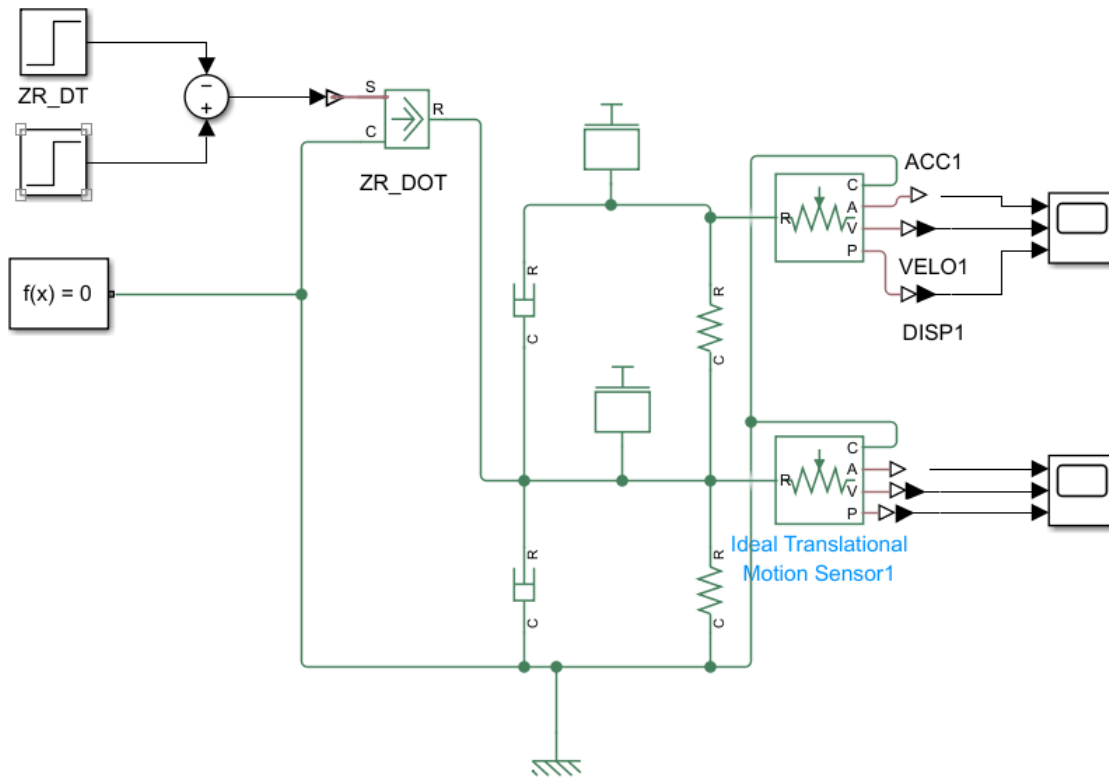 ZR_DT
−
+
S
C
R
ZR_DOT
f(x) = 0
R
C
R
C
R
C
A
V
P
ACC1
VELO1
DISP1
R
C
A
V
P
Ideal Translational
Motion Sensor1
R
C
R
C